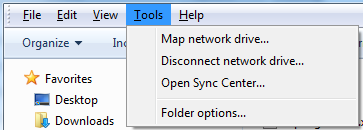 File Edit View Tools Help
Organize
Map network drive...
Disconnect network drive...
Open Sync Center...
Folder options...
Favorites
Desktop
Downloads